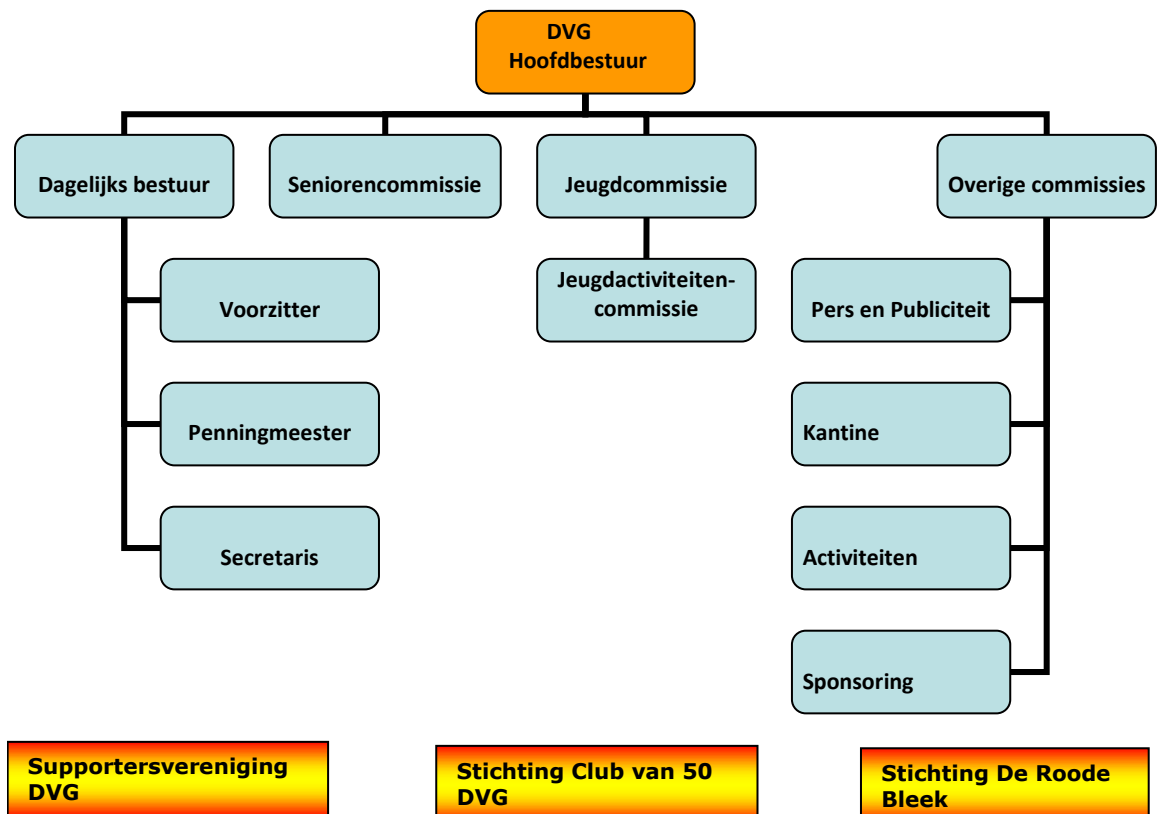 DVG
Hoofdbestuur
Dagelijks bestuur
Seniorencommissie
Jeugdcommissie
Overige commissies
Voorzitter
Jeugdactiviteiten-
commissie
Pers en Publiciteit
Penningmeester
Kantine
Secretaris
Activiteiten
Sponsoring
Supportersvereniging
DVG
Stichting Club van 50
DVG
Stichting De Roode
Bleek